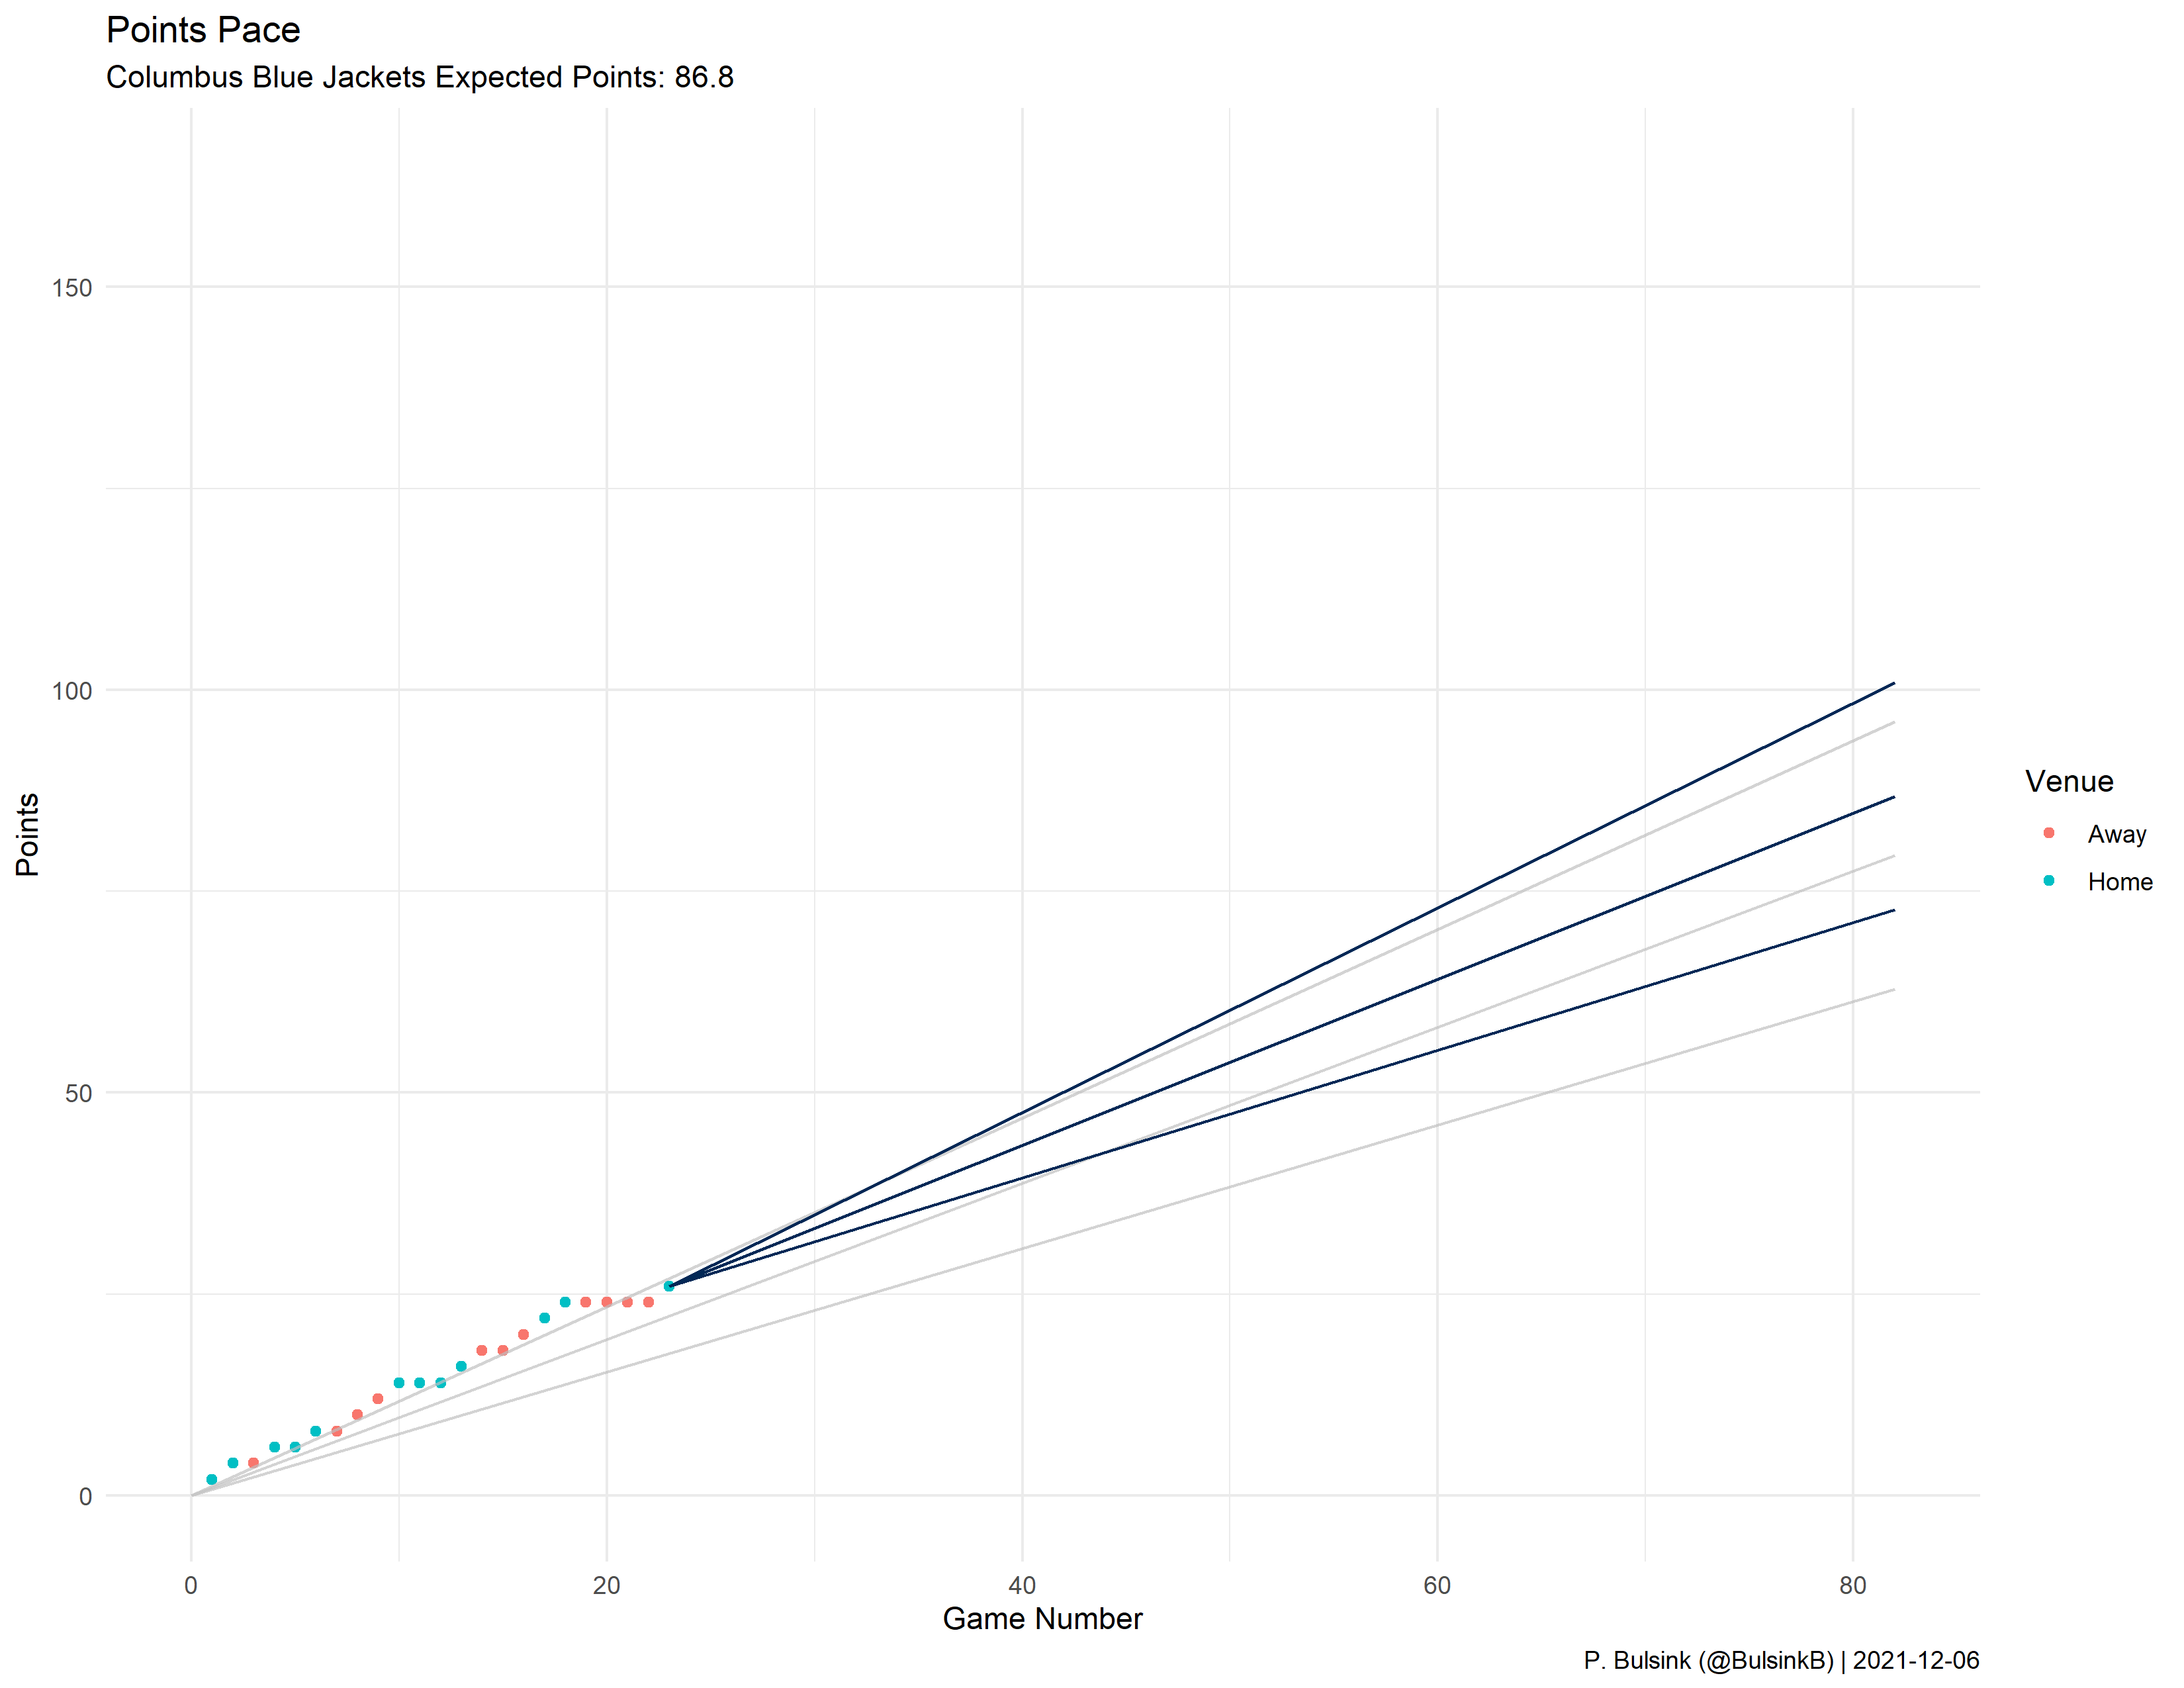 Points Pace
Columbus Blue Jackets Expected Points: 86.8
150
100
50
0
Points
0 20 40 60 80
Game Number
Venue
Away
Home
P. Bulsink (@BulsinkB) | 2021-12-06